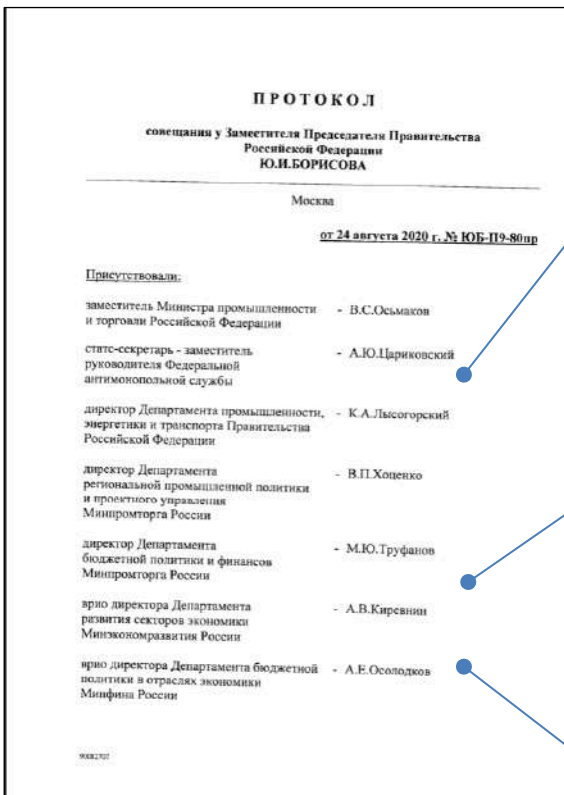 ПРОТОКОЛ
совещания у Заместителя Председателя Правительства
Российской Федерации
Ю.И.БОРИСОВА
Москва
от 24 августа 2020 г. № ЮБ-П9-80пр
Присутствовали:
заместитель Министра промышленности - В.С.Осьмаков
и торговли Российской Федерации
статс-секретарь - заместитель - А.Ю.Цариковский
руководителя Федеральной
антимонопольной службы
директор Департамента промышленности, - К.А.Лысогорский
энергетики и транспорта Правительства
Российской Федерации
директор Департамента - В.П.Хоценко
региональной промышленной политики
и проектного управления
Минпромторга России
директор Департамента - М.Ю.Труфанов
бюджетной политики и финансов
Минпромторга России
врио директора Департамента - А.В.Киревнин
развития секторов экономики
Минэкономразвития России
врио директора Департамента бюджетной - А.Е.Осолодков
политики в отраслях экономики
Минфина России